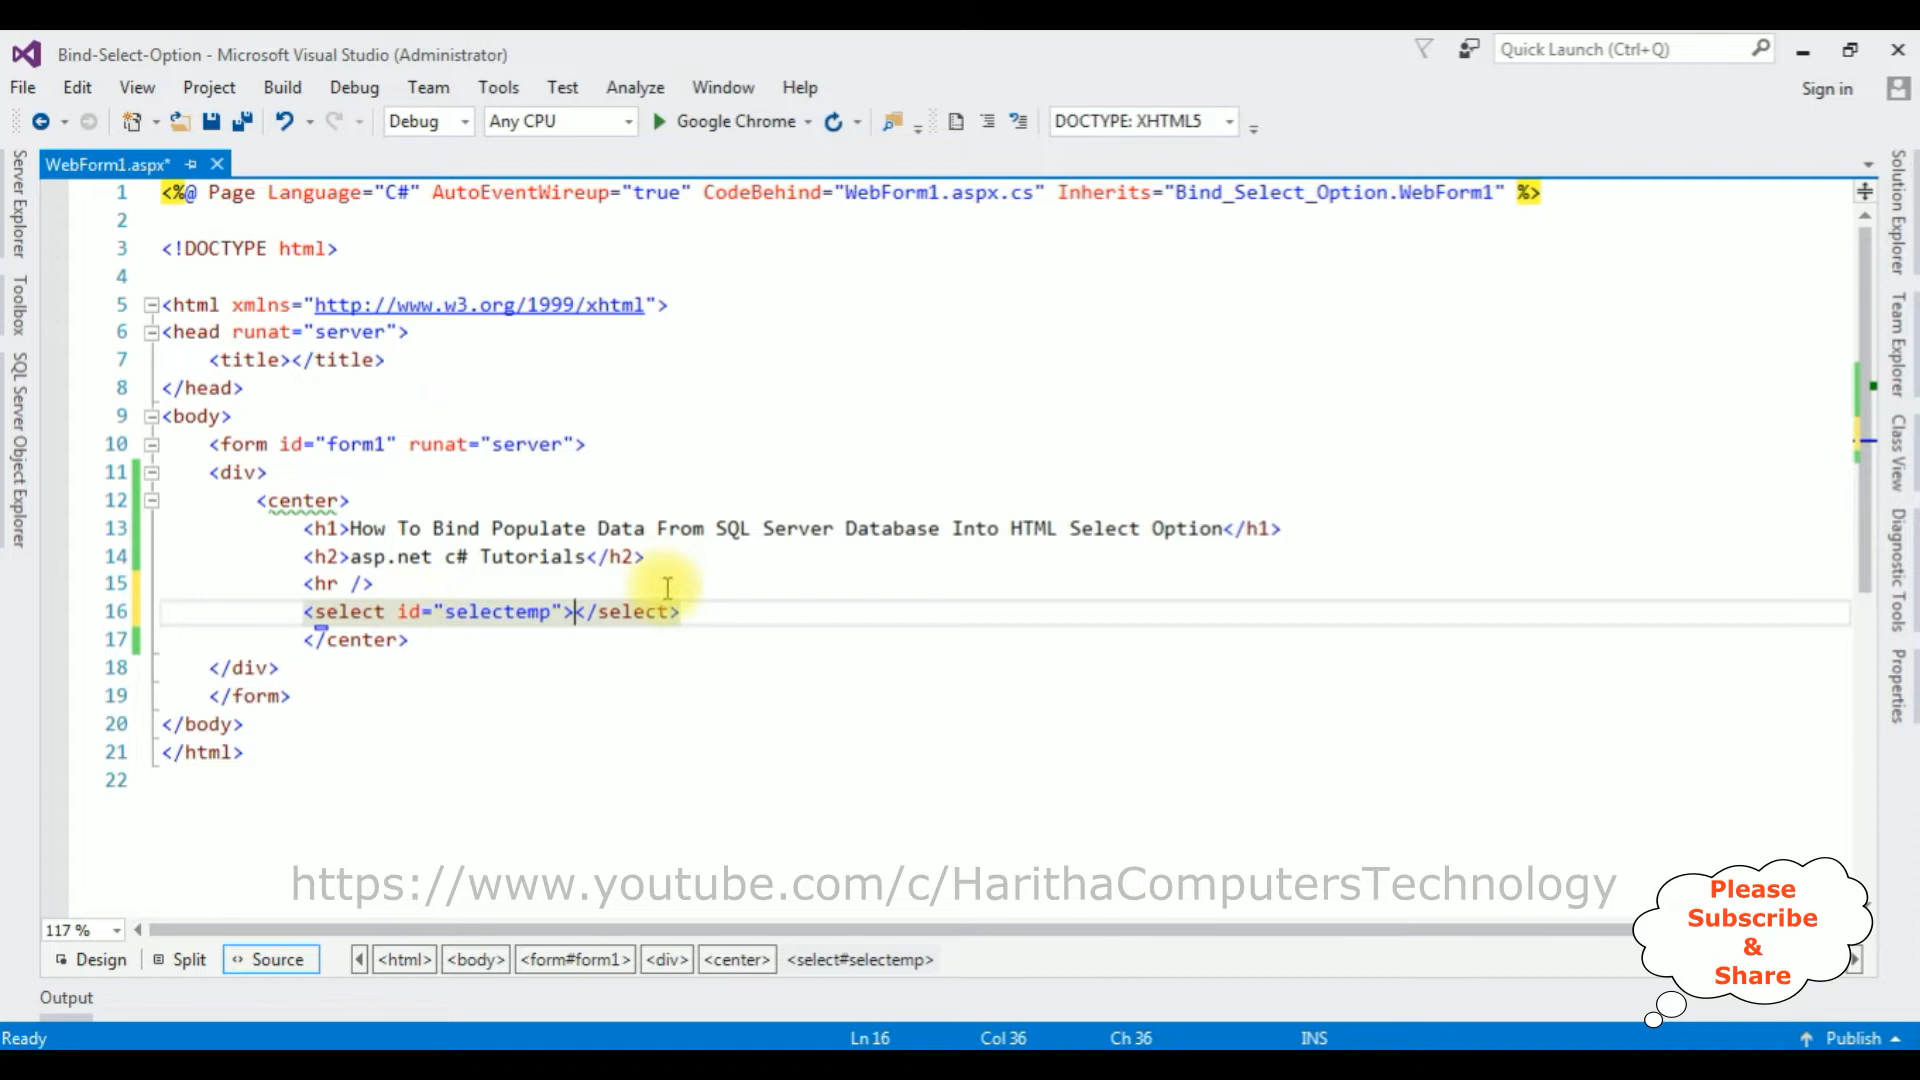 Bind-Select-Option - Microsoft Visual Studio (Administrator)
Quick Launch (Ctrl+Q)
File Edit View Project Build Debug Team Tools Test Analyze Window Help
Sign in
Debug Any CPU Google Chrome DOCTYPE: XHTML5
WebForm1.aspx*
Server Explorer
Toolbox
SQL Server Object Explorer
1 <%@ Page Language="C#" AutoEventWireup="true" CodeBehind="WebForm1.aspx.cs" Inherits="Bind_Select_Option.WebForm1" %>
2
3 <!DOCTYPE html>
4
5 <html xmlns="http://www.w3.org/1999/xhtml">
6 <head runat="server">
7 <title></title>
8 </head>
9 <body>
10 <form id="form1" runat="server">
11 <div>
12 <center>
13 <h1>How To Bind Populate Data From SQL Server Database Into HTML Select Option</h1>
14 <h2>asp.net c# Tutorials</h2>
15 <hr />
16 <select id="selectemp"></select>
17 </center>
18 </div>
19 </form>
20 </body>
21 </html>
22
Solution Explorer
Team Explorer
Class View
Diagnostic Tools
Properties
https://www.youtube.com/c/HarithaComputersTechnology
Please
Subscribe
&
Share
117 %
Design Split Source <html> <body> <form#form1> <div> <center> <select#selectemp>
Output
Ready Ln 16 Col 36 Ch 36 INS Publish